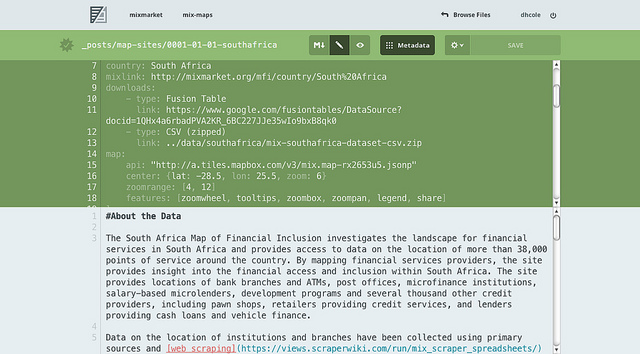 mixmarket mix-maps Browse Files dhcole
_posts/map-sites/0001-01-01-southafrica M↓ Metadata SAVE
7 country: South Africa
8 mixlink: http://mixmarket.org/mfi/country/South%20Africa
9 downloads:
10 - type: Fusion Table
11 link: https://www.google.com/fusiontables/DataSource?
docid=1QHx4a6rbadPVA2KR_6BC227JJe35wIo9bxB8qk0
12 - type: CSV (zipped)
13 link: ../data/southafrica/mix-southafrica-dataset-csv.zip
14 map:
15 api: "http://a.tiles.mapbox.com/v3/mix.map-rx2653u5.jsonp"
16 center: {lat: -28.5, lon: 25.5, zoom: 6}
17 zoomrange: [4, 12]
18 features: [zoomwheel, tooltips, zoombox, zoompan, legend, share]
1 #About the Data
2
3 The South Africa Map of Financial Inclusion investigates the landscape for financial
services in South Africa and provides access to data on the location of more than 38,000
points of service around the country. By mapping financial services providers, the site
provides insight into the financial access and inclusion within South Africa. The site
provides locations of bank branches and ATMs, post offices, microfinance institutions,
salary-based microlenders, development programs and several thousand other credit
providers, including pawn shops, retailers providing credit services, and lenders
providing cash loans and vehicle finance.
4
5 Data on the location of institutions and branches have been collected using primary
sources and [web scraping](https://views.scraperwiki.com/run/mix_scraper_spreadsheets/)